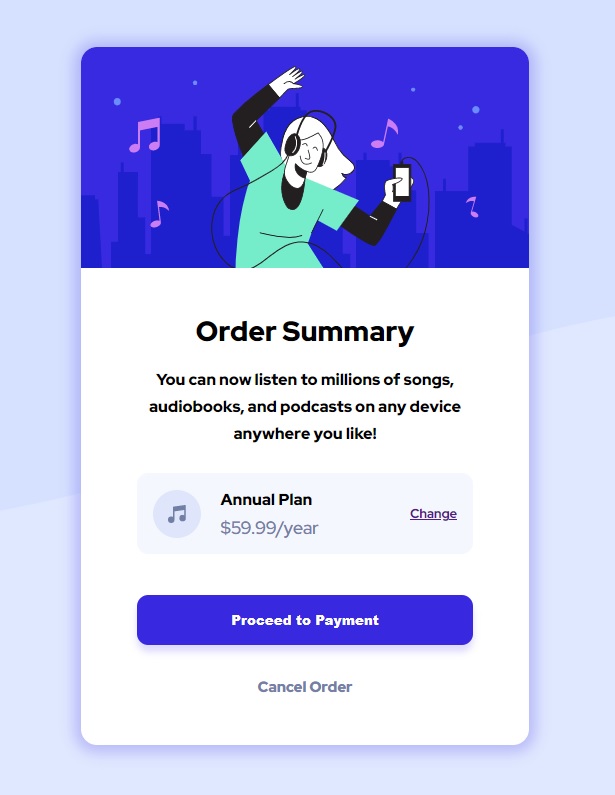 Order Summary
You can now listen to millions of songs,
audiobooks, and podcasts on any device
anywhere you like!
Annual Plan
$59.99/year
Change
Proceed to Payment
Cancel Order